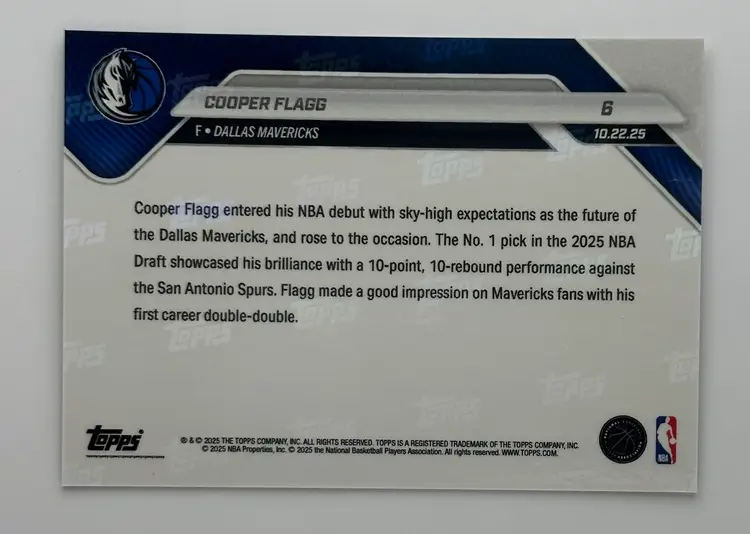 COOPER FLAGG 6
F • DALLAS MAVERICKS 10.22.25
Cooper Flagg entered his NBA debut with sky-high expectations as the future of
the Dallas Mavericks, and rose to the occasion. The No. 1 pick in the 2025 NBA
Draft showcased his brilliance with a 10-point, 10-rebound performance against
the San Antonio Spurs. Flagg made a good impression on Mavericks fans with his
first career double-double.
Topps
® & © 2025 THE TOPPS COMPANY, INC. ALL RIGHTS RESERVED. TOPPS IS A REGISTERED TRADEMARK OF THE TOPPS COMPANY, INC.
© 2025 NBA Properties, Inc. © 2025 the National Basketball Players Association. All rights reserved. WWW.TOPPS.COM.
NBA